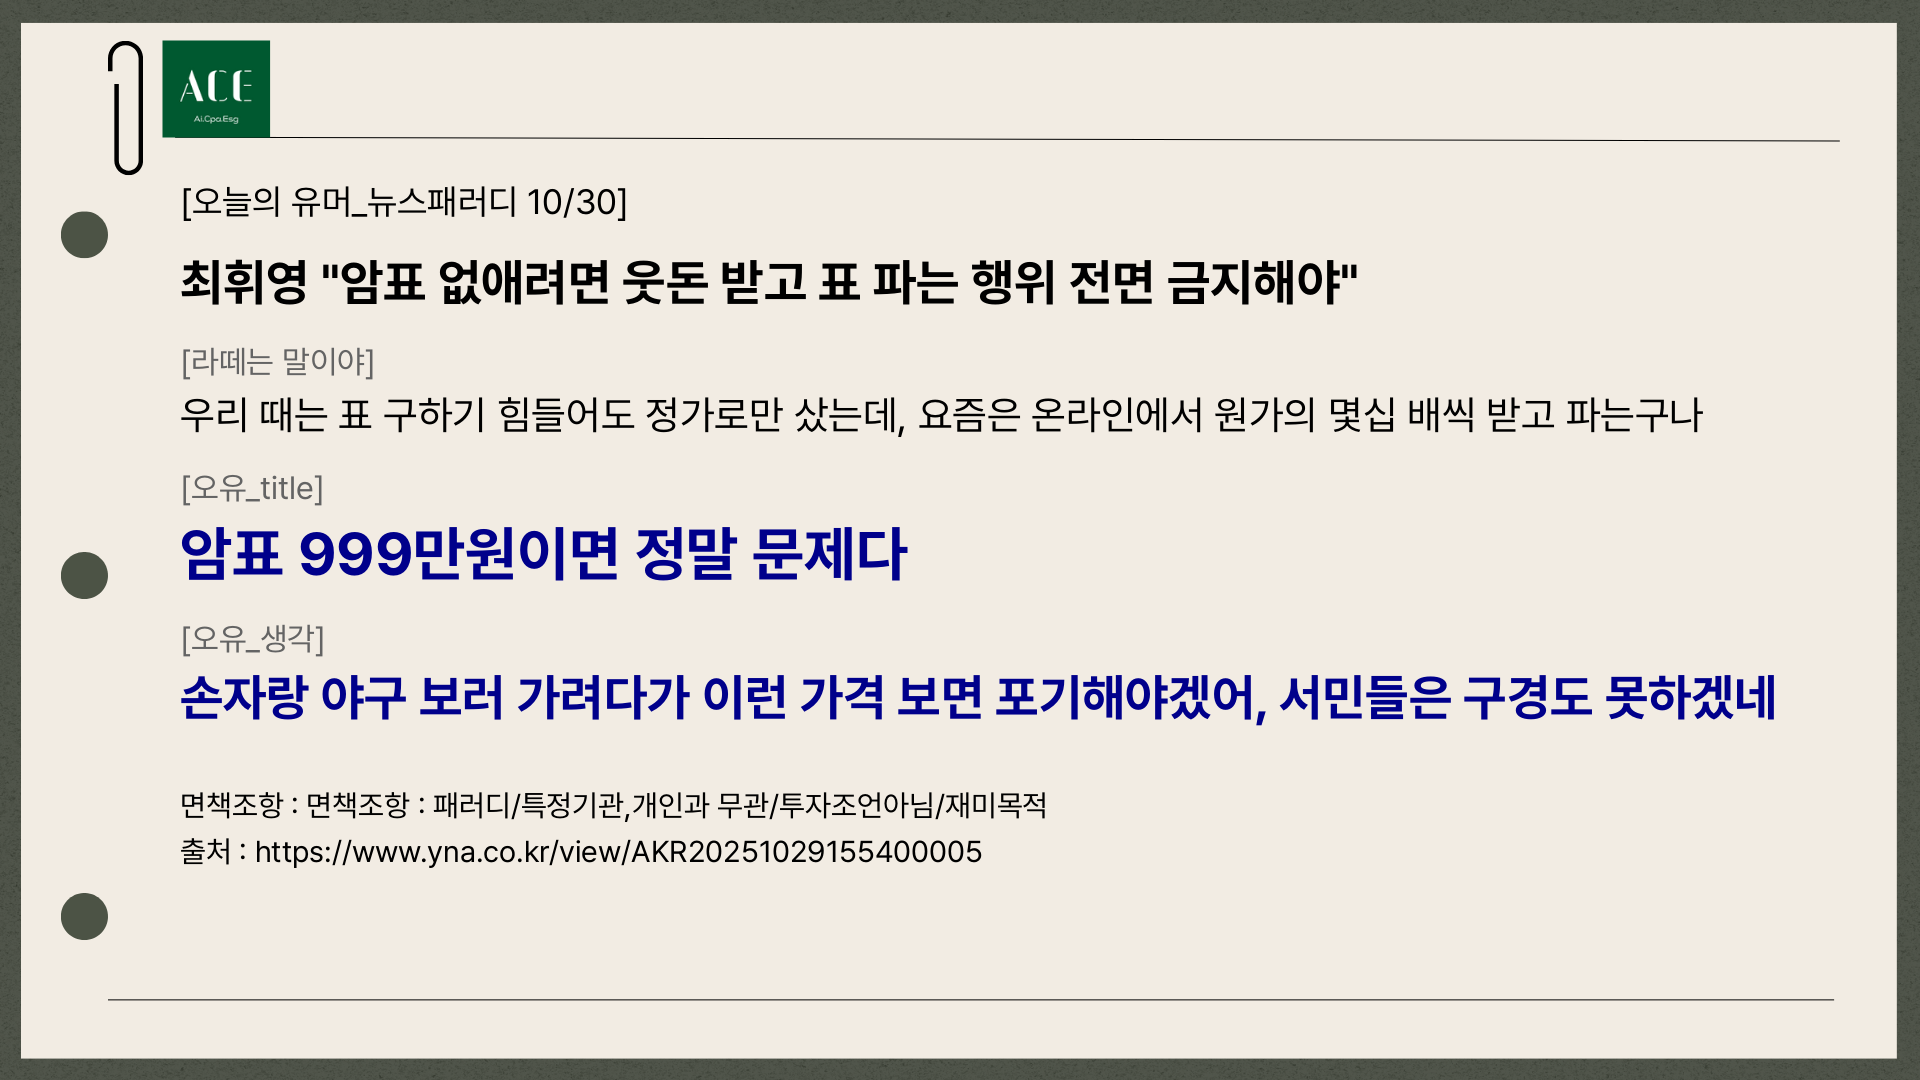 ACE
Ai.Cpa.Esg
[오늘의 유머_뉴스패러디 10/30]
최휘영 "암표 없애려면 웃돈 받고 표 파는 행위 전면 금지해야"
[라떼는 말이야]
우리 때는 표 구하기 힘들어도 정가로만 샀는데, 요즘은 온라인에서 원가의 몇십 배씩 받고 파는구나
[오유_title]
암표 999만원이면 정말 문제다
[오유_생각]
손자랑 야구 보러 가려다가 이런 가격 보면 포기해야겠어, 서민들은 구경도 못하겠네
면책조항 : 면책조항 : 패러디/특정기관,개인과 무관/투자조언아님/재미목적
출처 : https://www.yna.co.kr/view/AKR20251029155400005